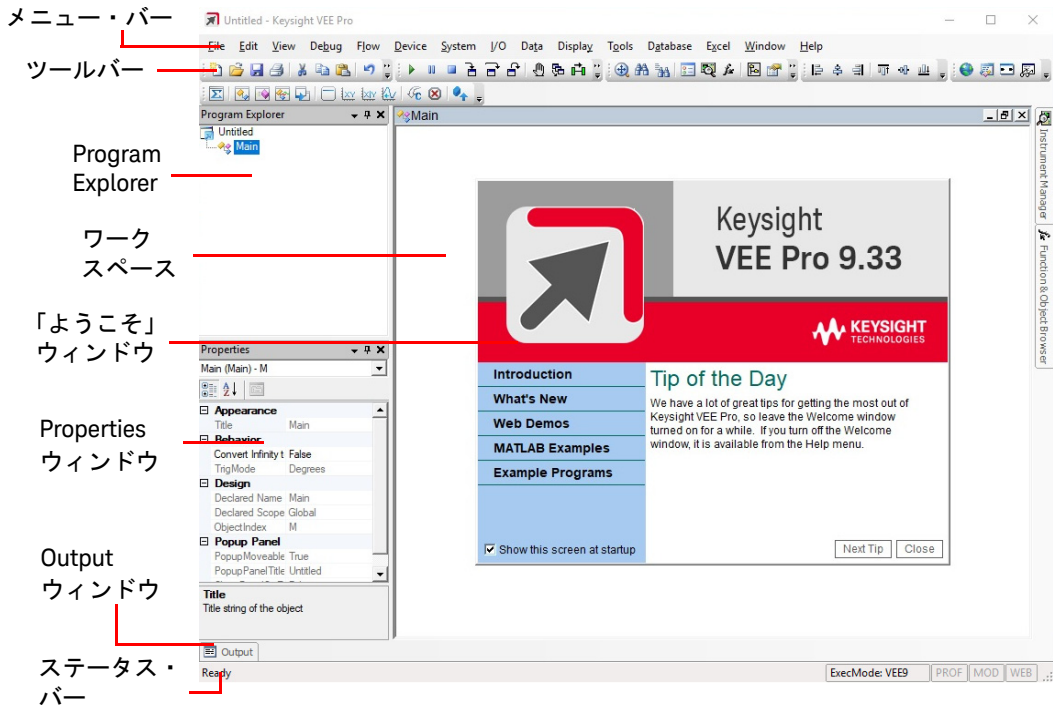 メニュー・バー
ツールバー
Program
Explorer
ワーク
スペース
「ようこそ」
ウィンドウ
Properties
ウィンドウ
Output
ウィンドウ
ステータス・
バー
Untitled - Keysight VEE Pro
File Edit View Debug Flow Device System I/O Data Display Tools Database Excel Window Help
Program Explorer
Untitled
Main
Main
Instrument Manager
Function & Object Browser
Keysight
VEE Pro 9.33
KEYSIGHT
TECHNOLOGIES
Introduction
What's New
Web Demos
MATLAB Examples
Example Programs
Show this screen at startup
Tip of the Day
We have a lot of great tips for getting the most out of
Keysight VEE Pro, so leave the Welcome window
turned on for a while. If you turn off the Welcome
window, it is available from the Help menu.
Next Tip Close
Properties
Main (Main) - M
Appearance
Title Main
Behavior
Convert Infinity t False
TrigMode Degrees
Design
Declared Name Main
Declared Scope Global
ObjectIndex M
Popup Panel
PopupMoveable True
PopupPanelTitle Untitled
Title
Title string of the object
Output
Ready
ExecMode: VEE9 PROF MOD WEB